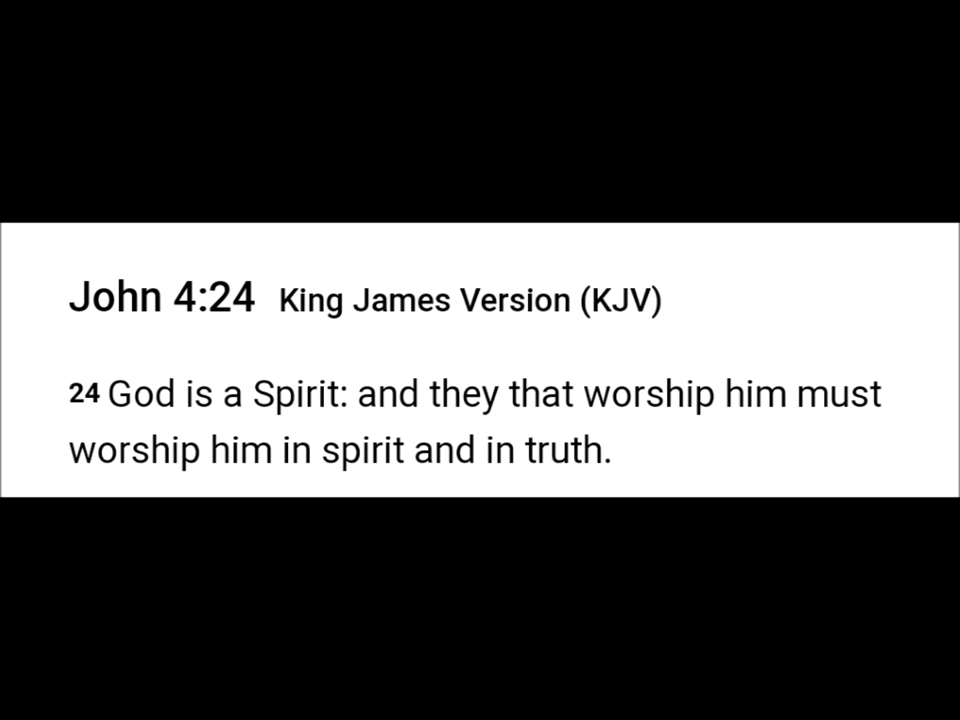 John 4:24 King James Version (KJV)
24 God is a Spirit: and they that worship him must
worship him in spirit and in truth.